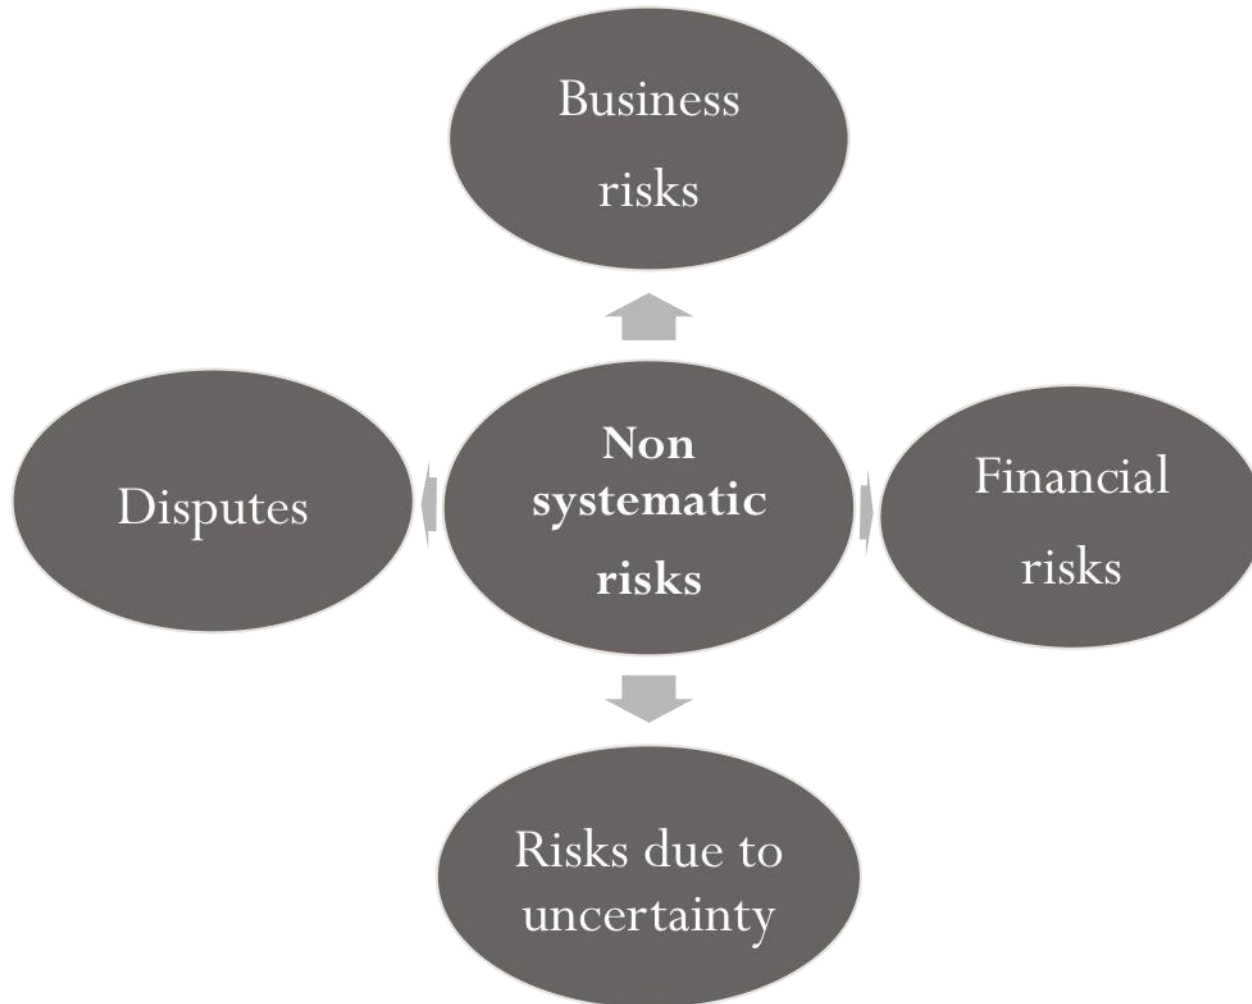 Business
risks
Disputes
Non
systematic
risks
Financial
risks
Risks due to
uncertainty